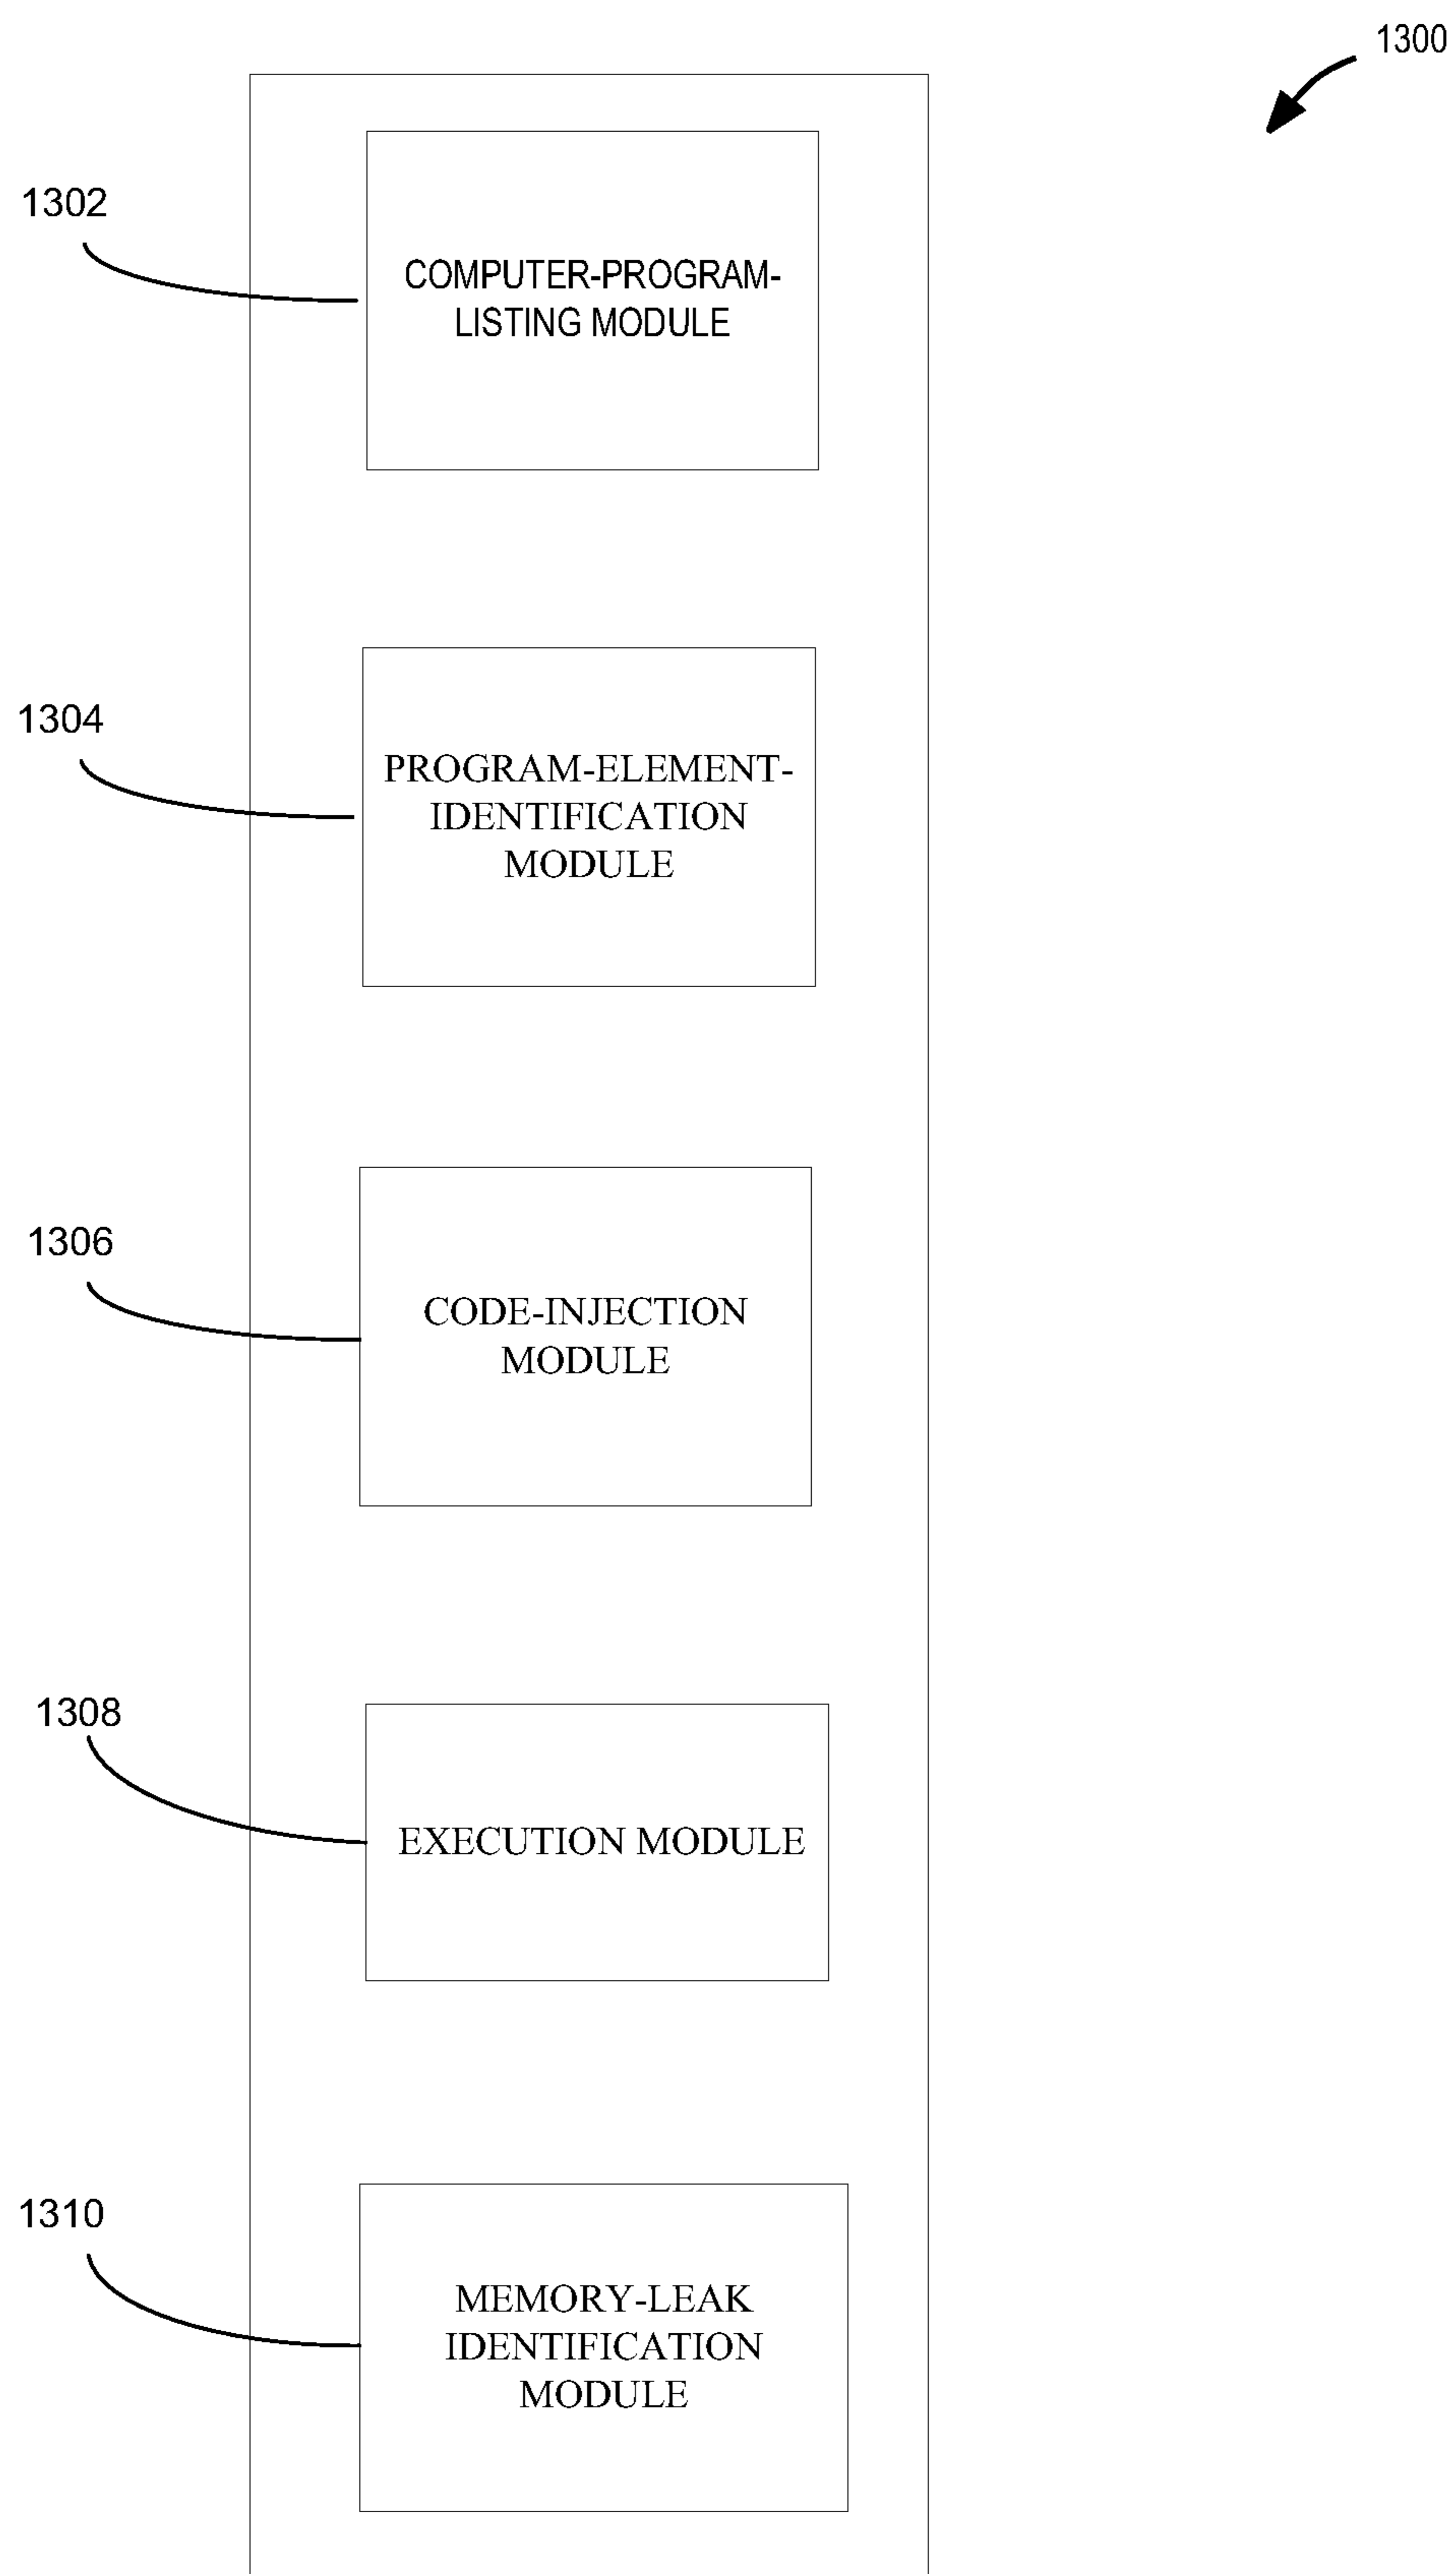 1300
1302
COMPUTER-PROGRAM-
LISTING MODULE
1304
PROGRAM-ELEMENT-
IDENTIFICATION
MODULE
1306
CODE-INJECTION
MODULE
1308
EXECUTION MODULE
1310
MEMORY-LEAK
IDENTIFICATION
MODULE